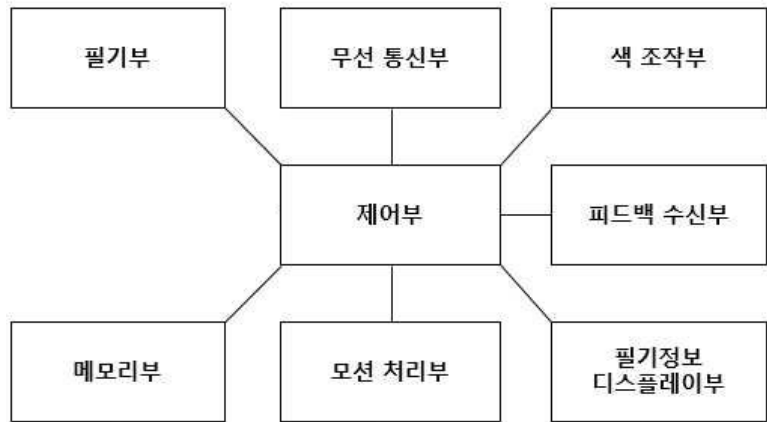 필기부
무선 통신부
색 조작부
제어부
피드백 수신부
메모리부
모션 처리부
필기정보
디스플레이부